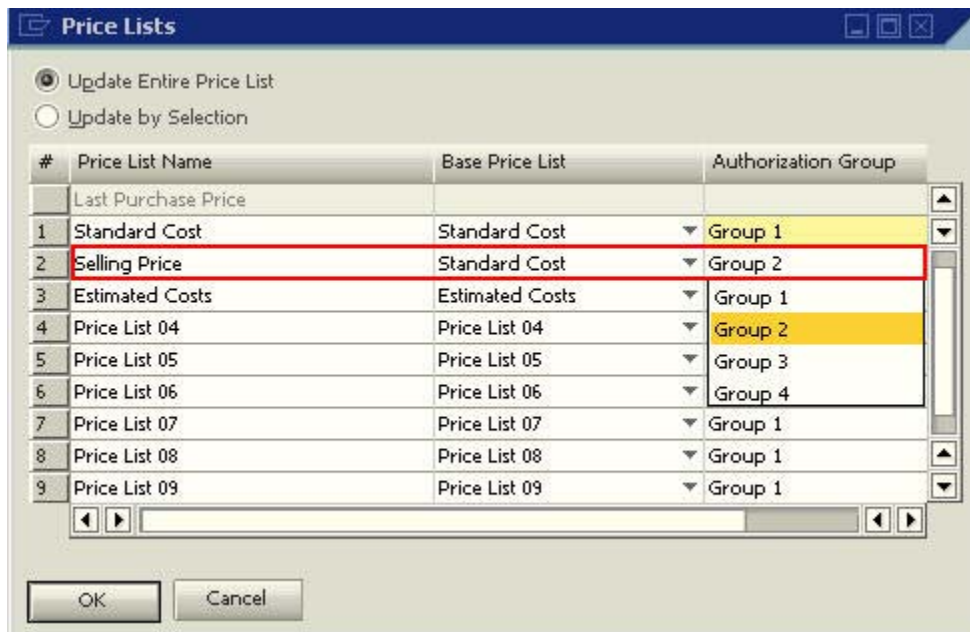 Price Lists
Update Entire Price List
Update by Selection
# Price List Name Base Price List Authorization Group
Last Purchase Price
1 Standard Cost Standard Cost Group 1
2 Selling Price Standard Cost Group 2
3 Estimated Costs Estimated Costs Group 1
4 Price List 04 Price List 04 Group 2
5 Price List 05 Price List 05 Group 3
6 Price List 06 Price List 06 Group 4
7 Price List 07 Price List 07 Group 1
8 Price List 08 Price List 08 Group 1
9 Price List 09 Price List 09 Group 1
OK Cancel